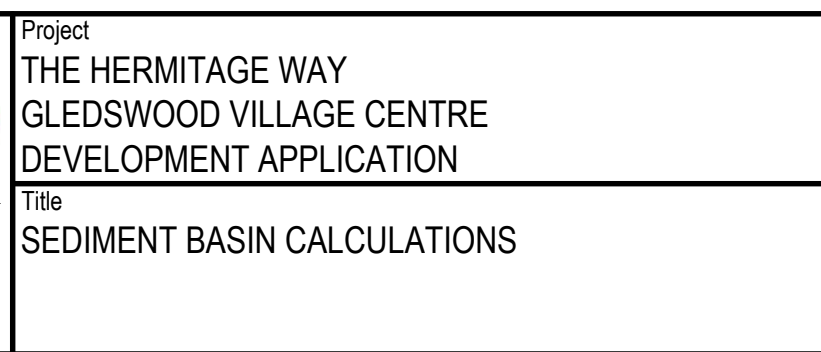 Project
THE HERMITAGE WAY
GLEDSWOOD VILLAGE CENTRE
DEVELOPMENT APPLICATION
Title
SEDIMENT BASIN CALCULATIONS